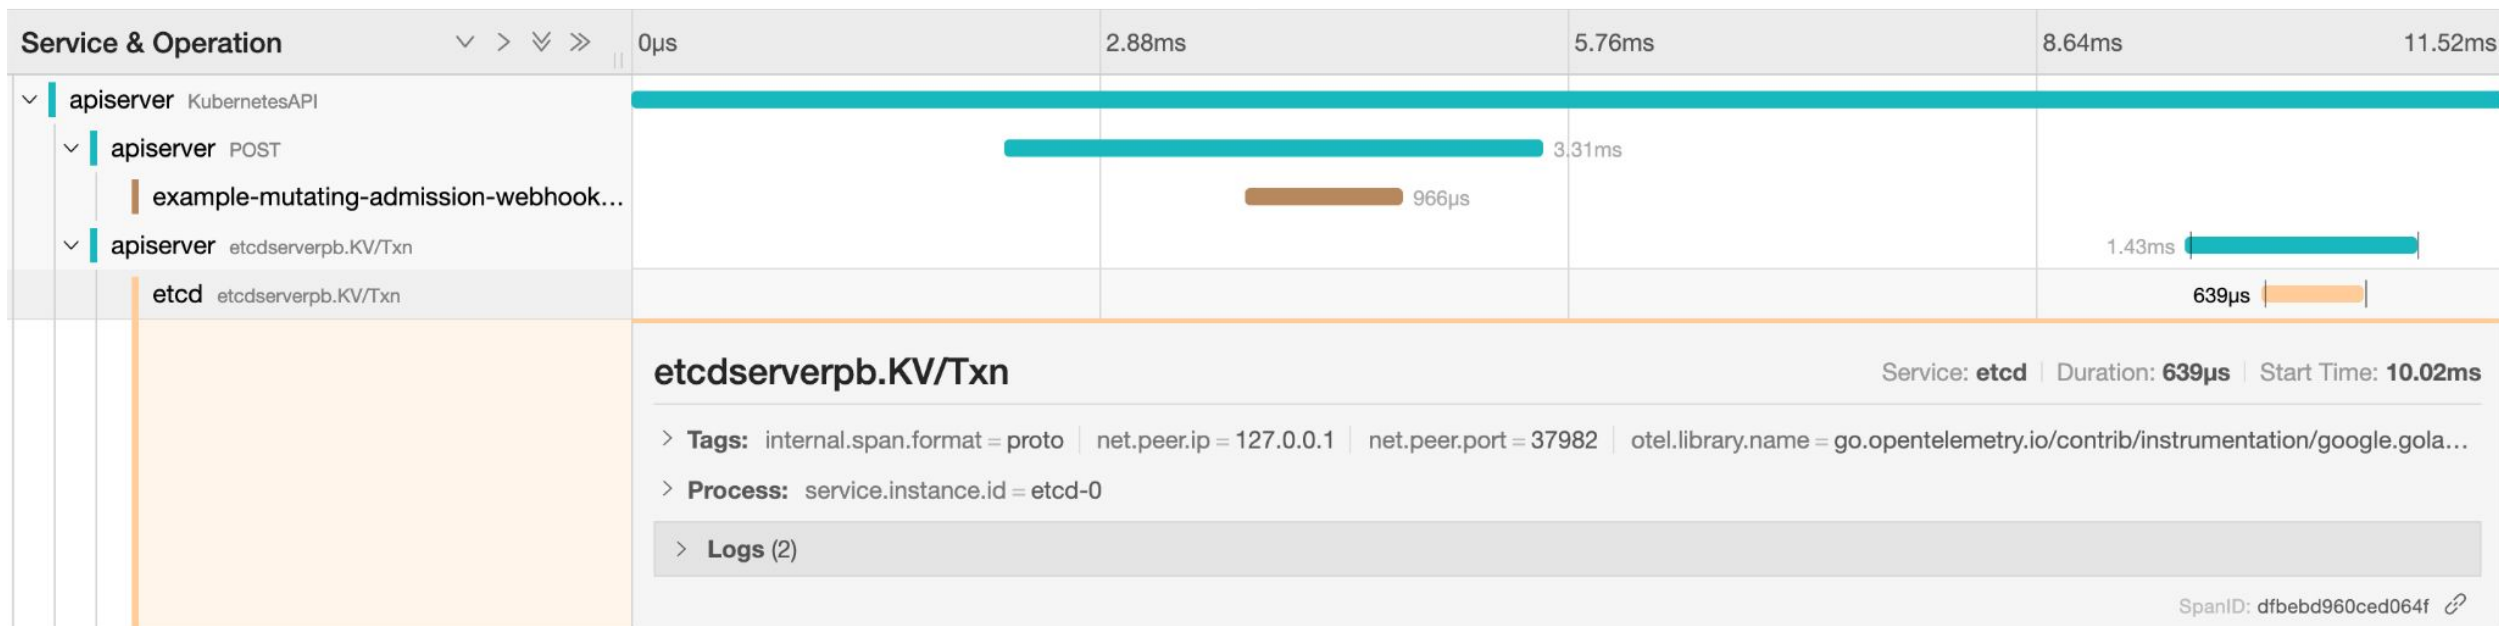 Service & Operation 0μs 2.88ms 5.76ms 8.64ms 11.52ms
apiserver KubernetesAPI
apiserver POST 3.31ms
example-mutating-admission-webhook... 966μs
apiserver etcdserverpb.KV/Txn 1.43ms
etcd etcdserverpb.KV/Txn 639μs
etcdserverpb.KV/Txn Service: etcd Duration: 639μs Start Time: 10.02ms
Tags: internal.span.format = proto net.peer.ip = 127.0.0.1 net.peer.port = 37982 otel.library.name = go.opentelemetry.io/contrib/instrumentation/google.gola...
Process: service.instance.id = etcd-0
Logs (2)
SpanID: dfbebd960ced064f